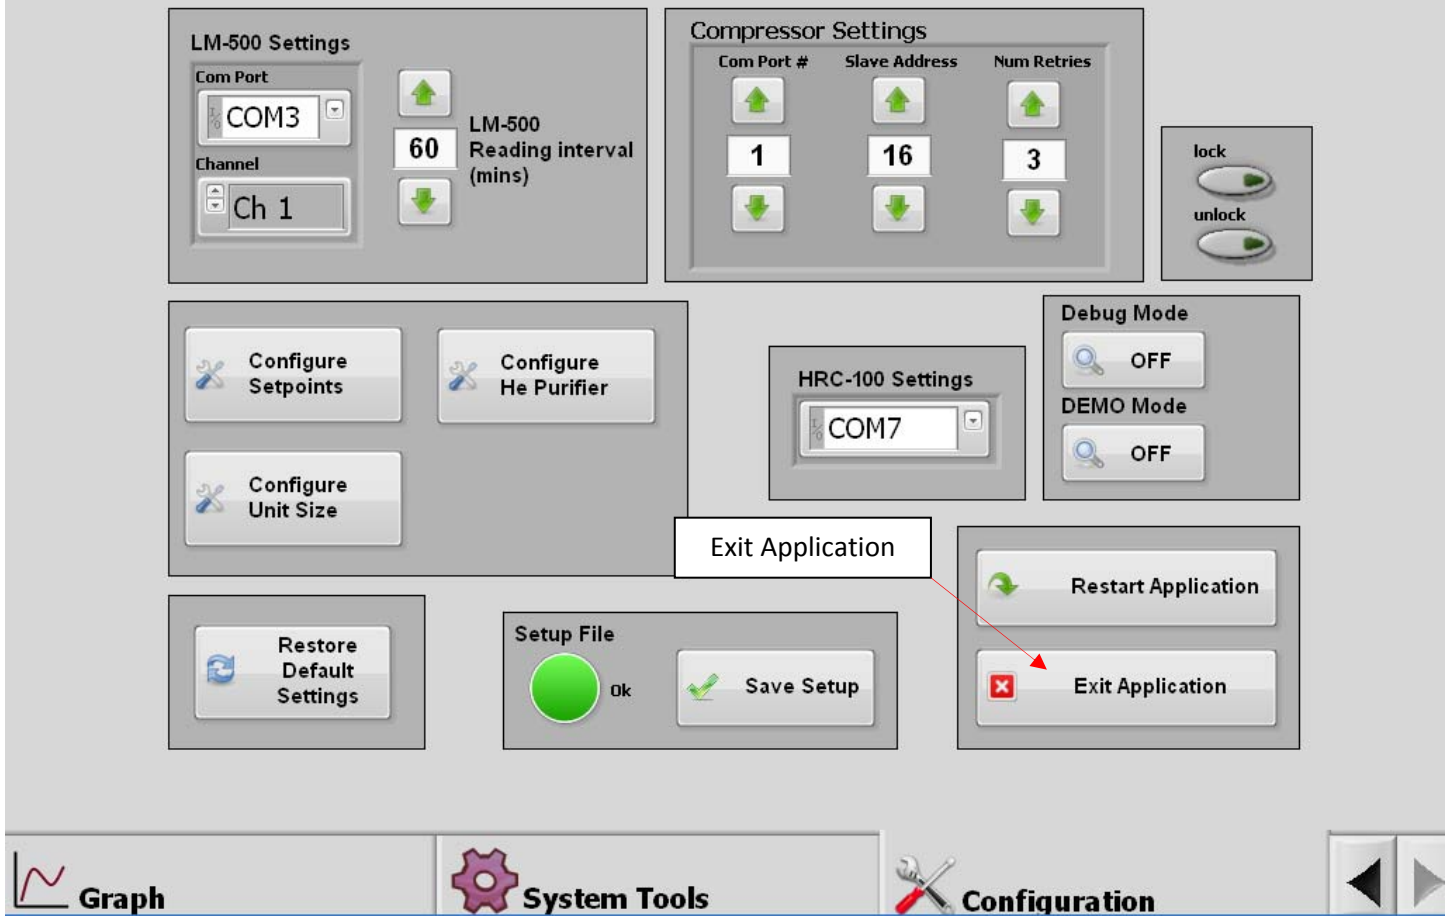 LM-500 Settings
Com Port
I/O COM3
Channel
Ch 1
60
LM-500
Reading interval
(mins)
Compressor Settings
Com Port #
Slave Address
Num Retries
1
16
3
lock
unlock
Configure
Setpoints
Configure
He Purifier
Configure
Unit Size
HRC-100 Settings
I/O COM7
Debug Mode
OFF
DEMO Mode
OFF
Exit Application
Restart Application
Exit Application
Restore
Default
Settings
Setup File
Ok
Save Setup
Graph
System Tools
Configuration